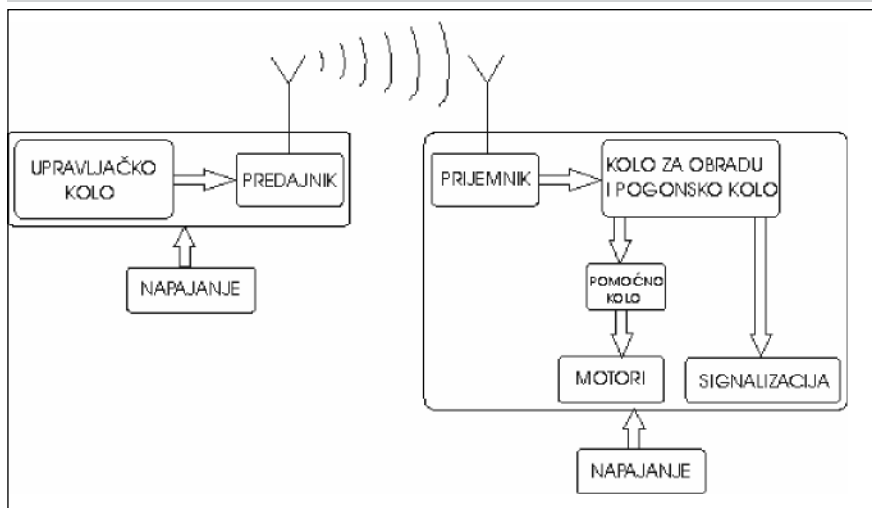 UPRAVLJAČKO
KOLO
PREDAJNIK
NAPAJANJE
PRIJEMNIK
KOLO ZA OBRADU
I POGONSKO KOLO
POMOĆNO
KOLO
MOTORI
SIGNALIZACIJA
NAPAJANJE